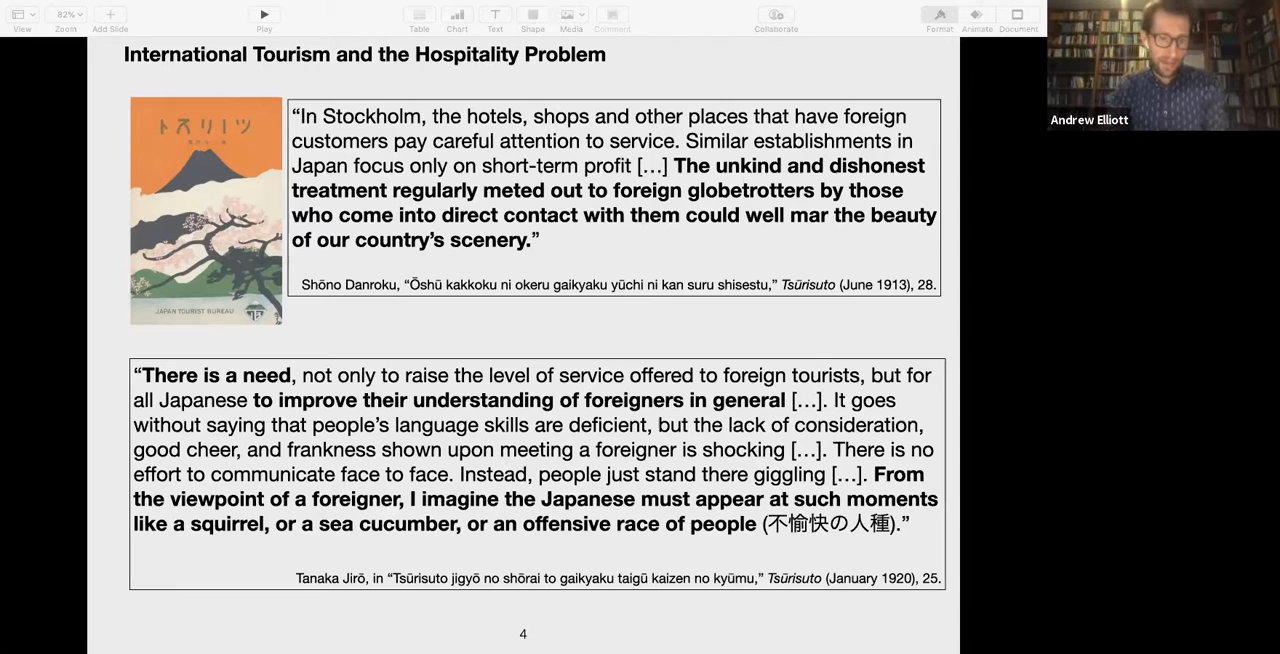 View
82%
Zoom
Add Slide
Play
Table
Chart
Text
Shape
Media
Comment
Collaborate
Format
Animate
Document
Andrew Elliott
International Tourism and the Hospitality Problem
ツーリスト
JAPAN TOURIST BUREAU
“In Stockholm, the hotels, shops and other places that have foreign
customers pay careful attention to service. Similar establishments in
Japan focus only on short-term profit […] The unkind and dishonest
treatment regularly meted out to foreign globetrotters by those
who come into direct contact with them could well mar the beauty
of our country’s scenery.”
Shōno Danroku, “Ōshū kakkoku ni okeru gaikyaku yūchi ni kan suru shisestu,” Tsūrisuto (June 1913), 28.
“There is a need, not only to raise the level of service offered to foreign tourists, but for
all Japanese to improve their understanding of foreigners in general […]. It goes
without saying that people’s language skills are deficient, but the lack of consideration,
good cheer, and frankness shown upon meeting a foreigner is shocking […]. There is no
effort to communicate face to face. Instead, people just stand there giggling […]. From
the viewpoint of a foreigner, I imagine the Japanese must appear at such moments
like a squirrel, or a sea cucumber, or an offensive race of people (不愉快の人種).”
Tanaka Jirō, in “Tsūrisuto jigyō no shōrai to gaikyaku taigū kaizen no kyūmu,” Tsūrisuto (January 1920), 25.
4